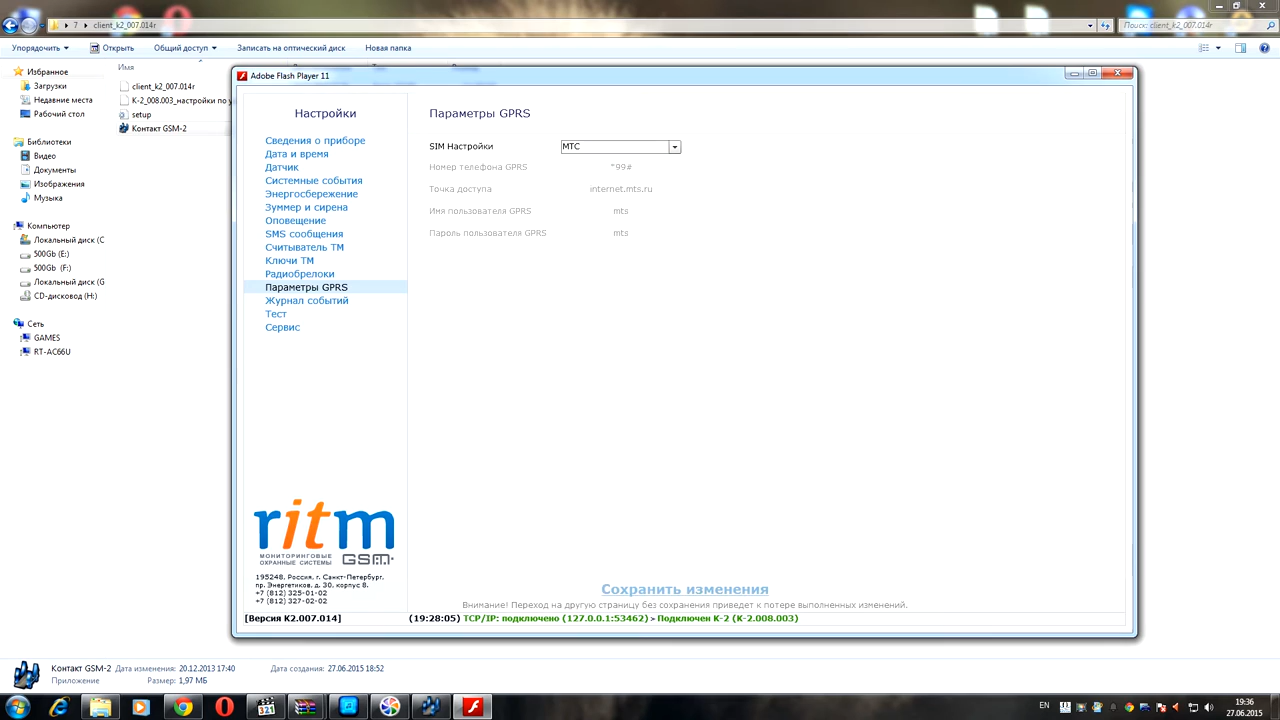 7 ▸ client_k2_007.014r
Поиск: client_k2_007.014r
Упорядочить Открыть Общий доступ Записать на оптический диск Новая папка
Избранное
Загрузки
Недавние места
Рабочий стол
Библиотеки
Видео
Документы
Изображения
Музыка
Компьютер
Локальный диск (C
500Gb (E:)
500Gb (F:)
Локальный диск (G
CD-дисковод (H:)
Сеть
GAMES
RT-AC66U
Имя
client_k2_007.014r
K-2_008.003_настройки по у
setup
Контакт GSM-2
Adobe Flash Player 11
Настройки
Сведения о приборе
Дата и время
Датчик
Системные события
Энергосбережение
Зуммер и сирена
Оповещение
SMS сообщения
Считыватель ТМ
Ключи ТМ
Радиобрелоки
Параметры GPRS
Журнал событий
Тест
Сервис
ritm
МОНИТОРИНГОВЫЕ
ОХРАННЫЕ СИСТЕМЫ
GSM
195248, Россия, г. Санкт-Петербург,
пр. Энергетиков, д. 30, корпус 8.
+7 (812) 325-01-02
+7 (812) 327-02-02
Параметры GPRS
SIM Настройки МТС
Номер телефона GPRS *99#
Точка доступа internet.mts.ru
Имя пользователя GPRS mts
Пароль пользователя GPRS mts
Сохранить изменения
Внимание! Переход на другую страницу без сохранения приведет к потере выполненных изменений.
[Версия K2.007.014] (19:28:05) TCP/IP: подключено (127.0.0.1:53462) > Подключен К-2 (K-2.008.003)
Контакт GSM-2 Дата изменения: 20.12.2013 17:40 Дата создания: 27.06.2015 18:52
Приложение Размер: 1,97 МБ
321
EN
19:36
27.06.2015